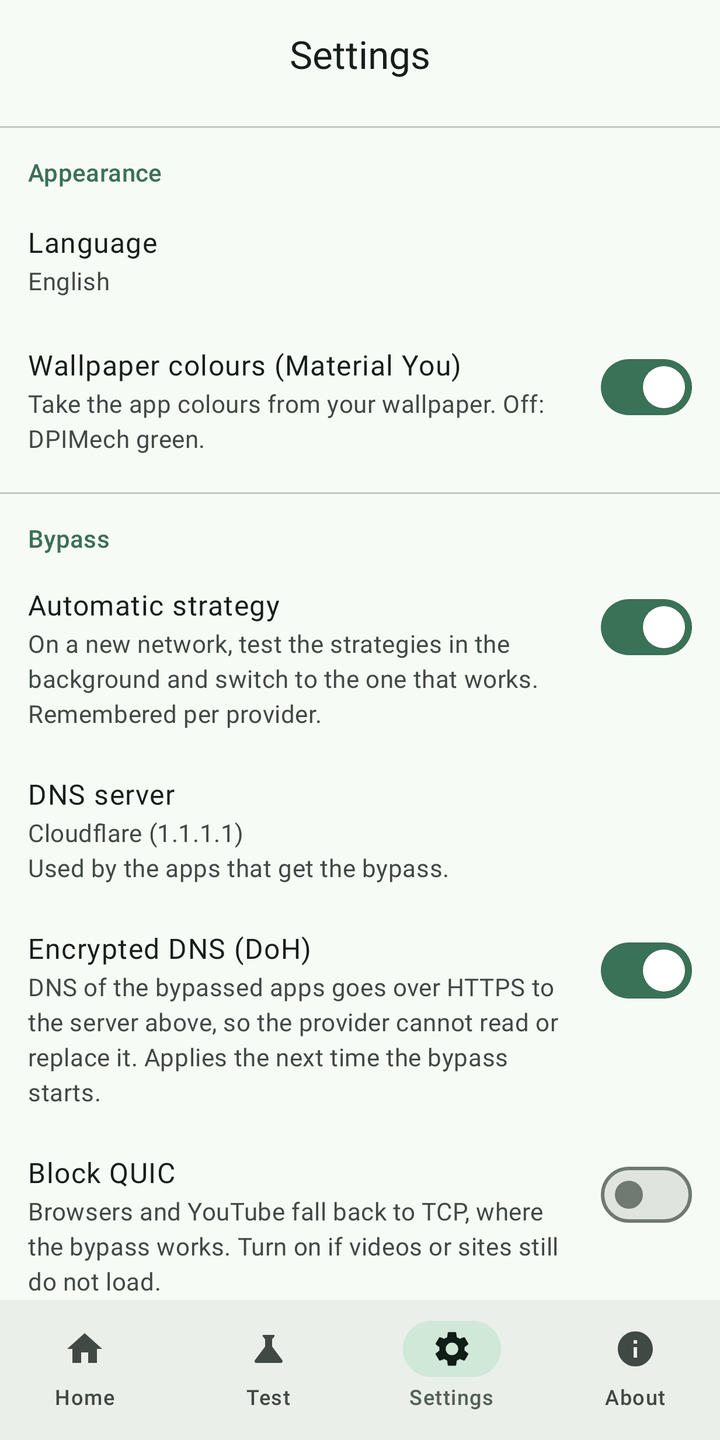 Settings
Appearance
Language
English
Wallpaper colours (Material You)
Take the app colours from your wallpaper. Off:
DPIMech green.
Bypass
Automatic strategy
On a new network, test the strategies in the
background and switch to the one that works.
Remembered per provider.
DNS server
Cloudflare (1.1.1.1)
Used by the apps that get the bypass.
Encrypted DNS (DoH)
DNS of the bypassed apps goes over HTTPS to
the server above, so the provider cannot read or
replace it. Applies the next time the bypass
starts.
Block QUIC
Browsers and YouTube fall back to TCP, where
the bypass works. Turn on if videos or sites still
do not load.
Home
Test
Settings
About